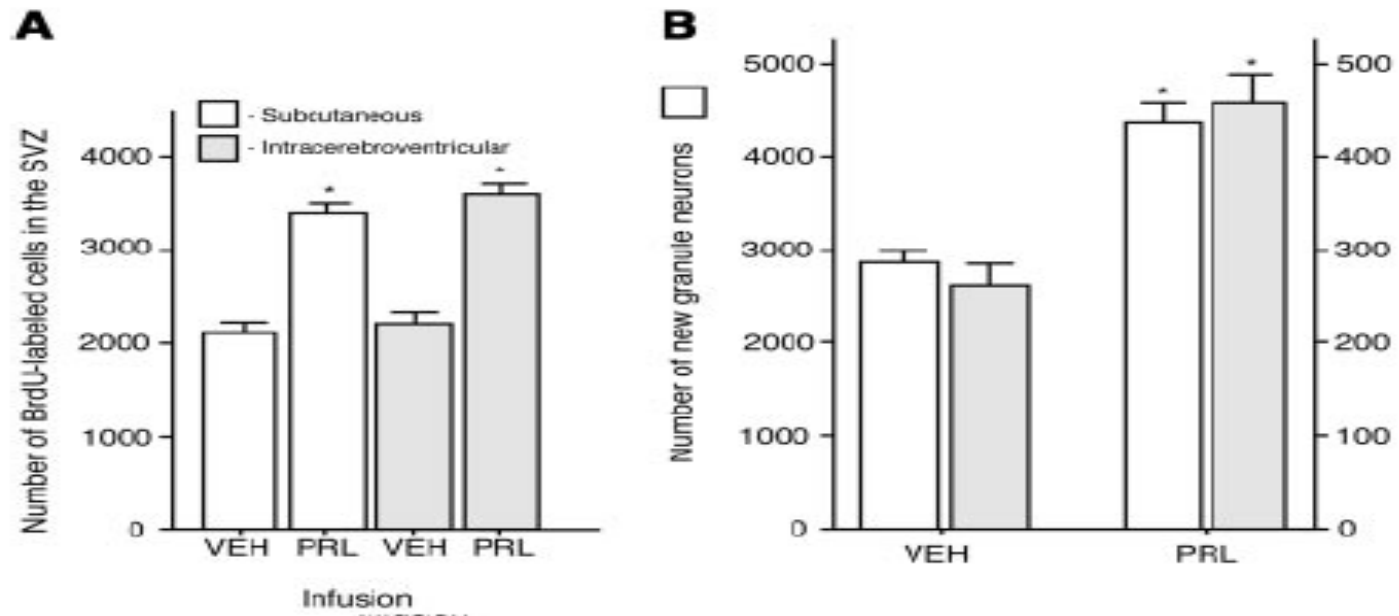 A
Number of BrdU-labeled cells in the SVZ
- Subcutaneous
- Intracerebroventricular
4000
*
*
3000
2000
1000
0
VEH PRL VEH PRL
Infusion
B
Number of new granule neurons
5000
4000
3000
2000
1000
0
*
*
500
400
300
200
100
0
VEH PRL